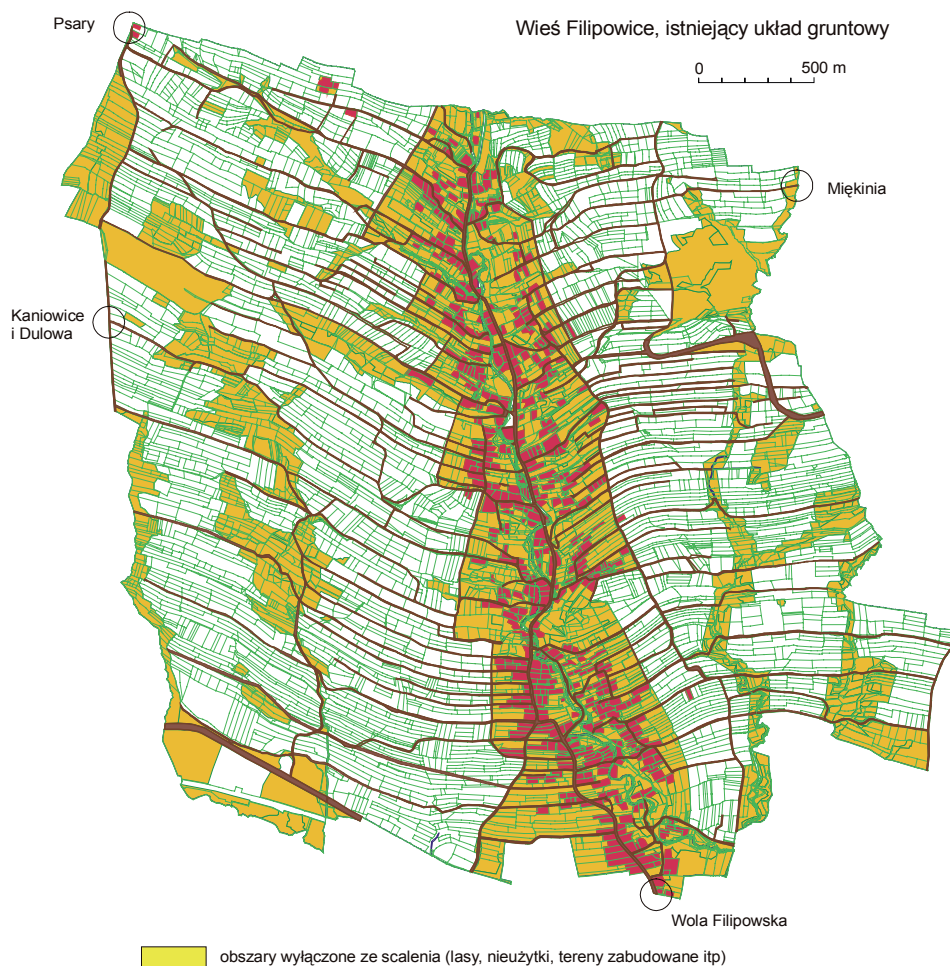 Psary
Wieś Filipowice, istniejący układ gruntowy
0 500 m
Miękinia
Kaniowice
i Dulowa
Wola Filipowska
obszary wyłączone ze scalenia (lasy, nieużytki, tereny zabudowane itp)